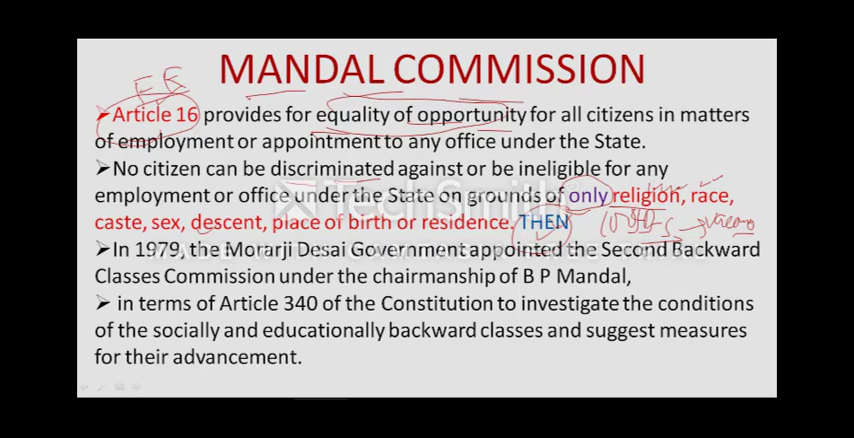 MANDAL COMMISSION
➢Article 16 provides for equality of opportunity for all citizens in matters
of employment or appointment to any office under the State.
➢No citizen can be discriminated against or be ineligible for any
employment or office under the State on grounds of only religion, race,
caste, sex, descent, place of birth or residence. THEN
➢In 1979, the Morarji Desai Government appointed the Second Backward
Classes Commission under the chairmanship of B P Mandal,
➢ in terms of Article 340 of the Constitution to investigate the conditions
of the socially and educationally backward classes and suggest measures
for their advancement.
TechSmith